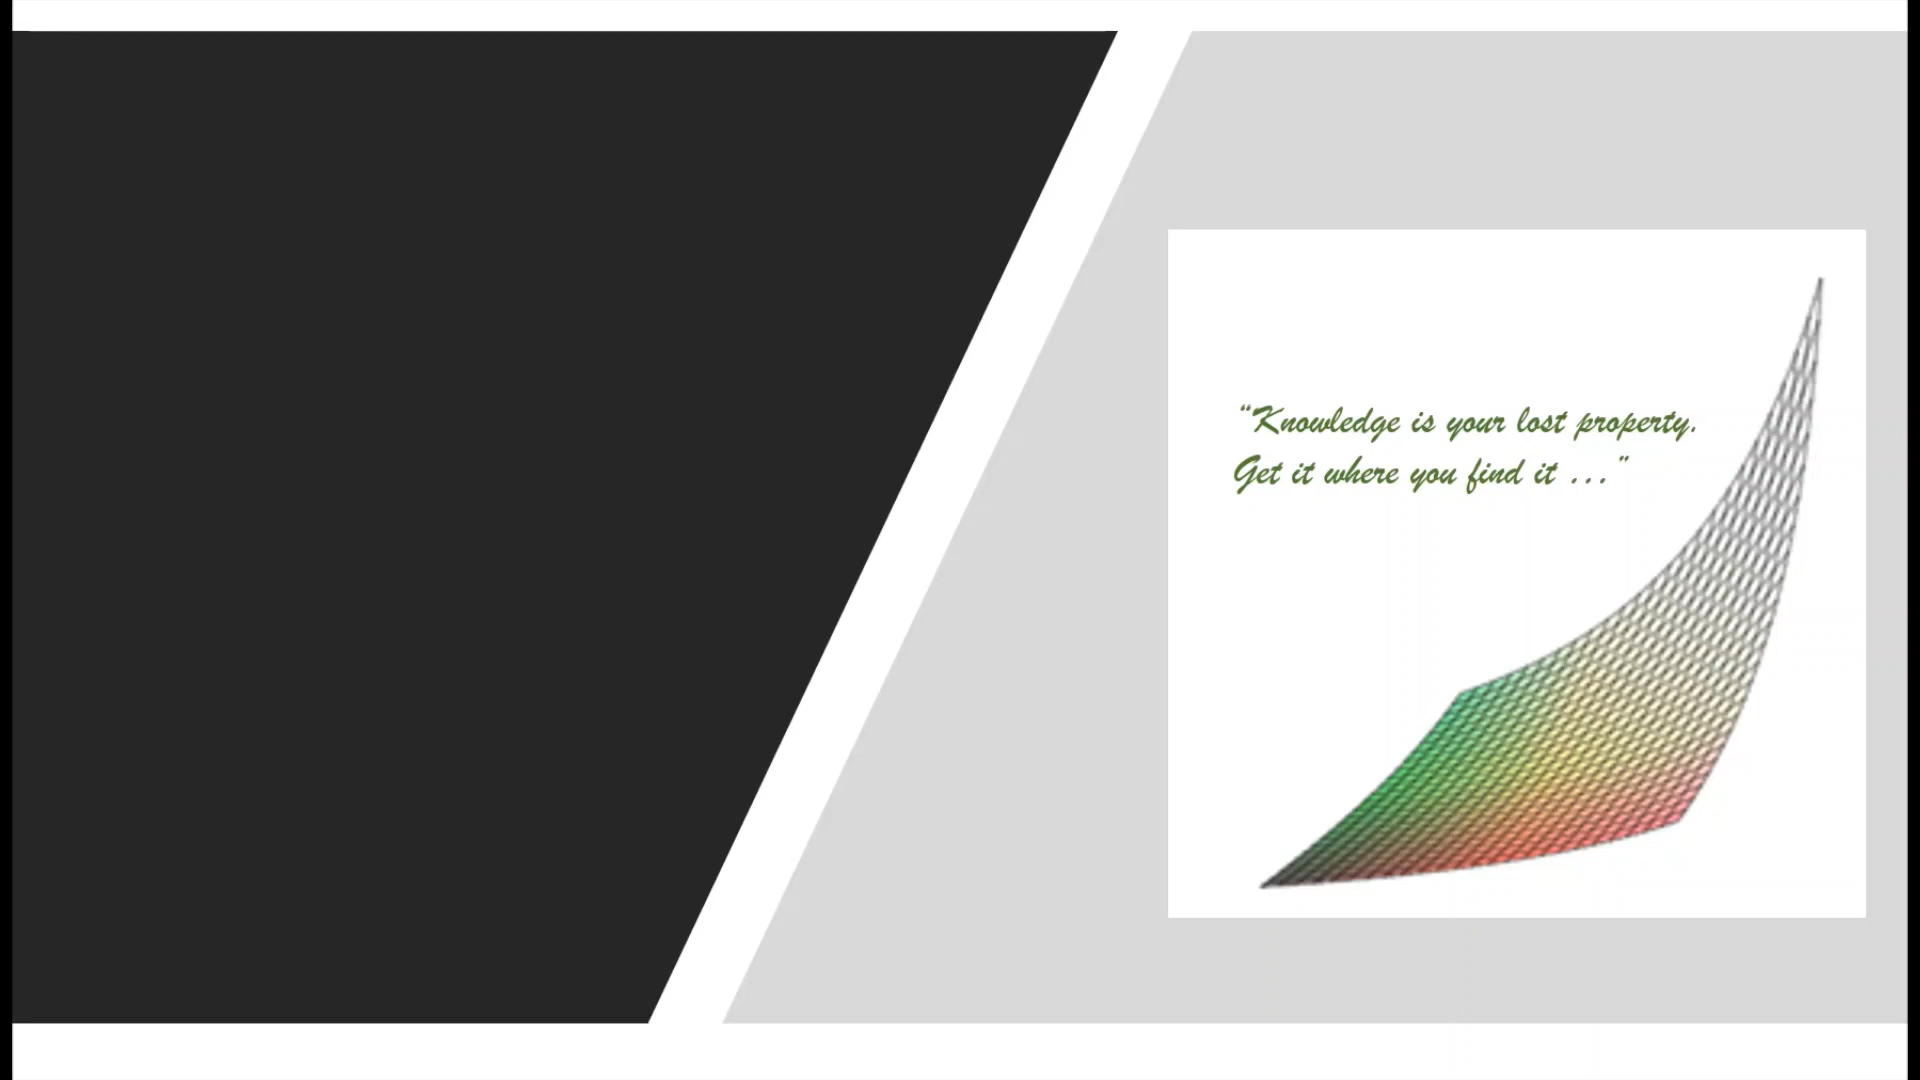 “Knowledge is your lost property.
Get it where you find it ...”